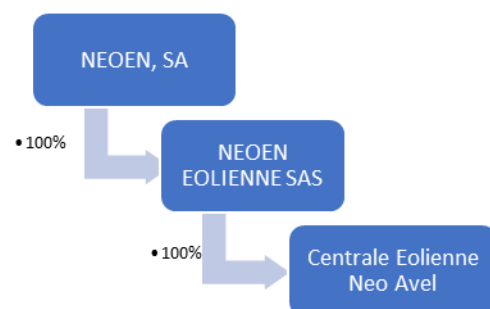 NEOEN, SA
• 100%
NEOEN
EOLIENNE SAS
• 100%
Centrale Eolienne
Neo Avel